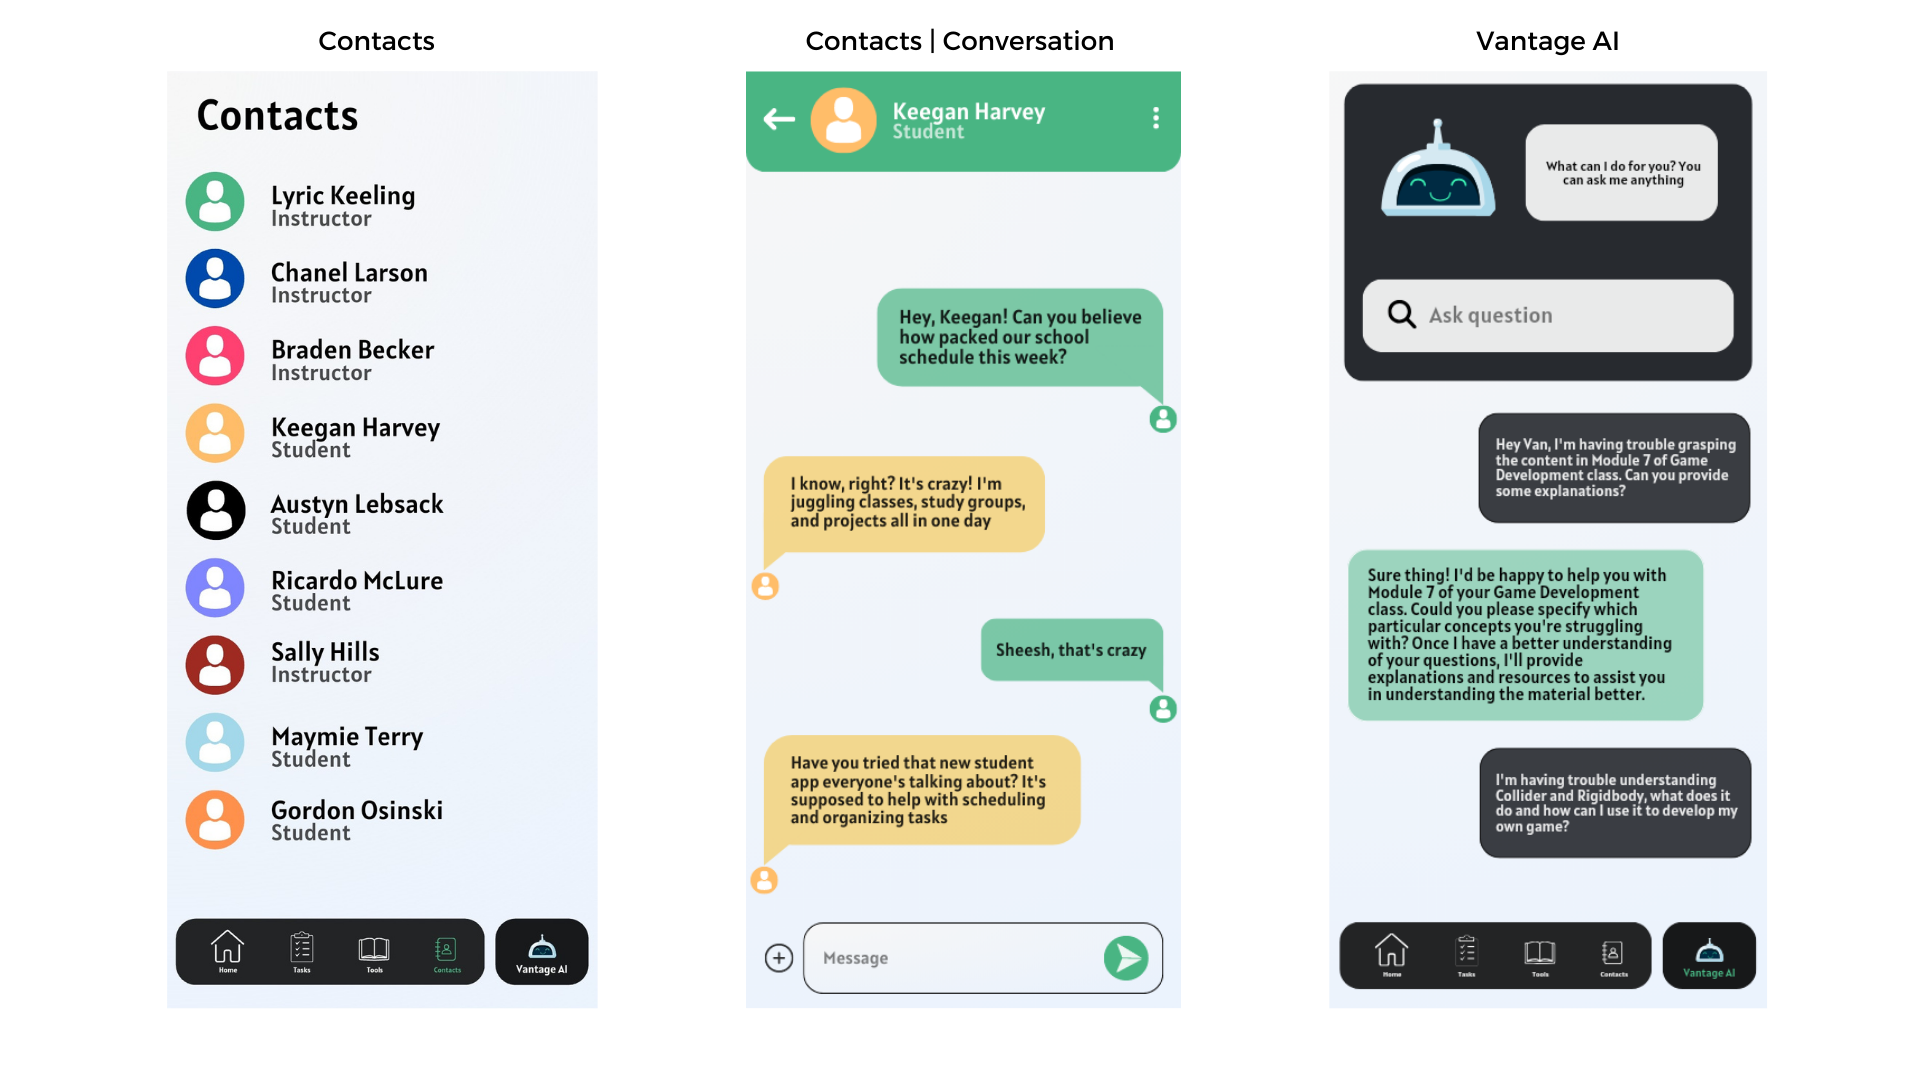 Contacts
Contacts
Lyric Keeling
Instructor
Chanel Larson
Instructor
Braden Becker
Instructor
Keegan Harvey
Student
Austyn Lebsack
Student
Ricardo McLure
Student
Sally Hills
Instructor
Maymie Terry
Student
Gordon Osinski
Student
Home
Tasks
Tools
Contacts
Vantage AI
Contacts | Conversation
Keegan Harvey
Student
Hey, Keegan! Can you believe
how packed our school
schedule this week?
I know, right? It's crazy! I'm
juggling classes, study groups,
and projects all in one day
Sheesh, that's crazy
Have you tried that new student
app everyone's talking about? It's
supposed to help with scheduling
and organizing tasks
Message
Vantage AI
What can I do for you? You
can ask me anything
Ask question
Hey Van, I'm having trouble grasping
the content in Module 7 of Game
Development class. Can you provide
some explanations?
Sure thing! I'd be happy to help you with
Module 7 of your Game Development
class. Could you please specify which
particular concepts you're struggling
with? Once I have a better understanding
of your questions, I'll provide
explanations and resources to assist you
in understanding the material better.
I'm having trouble understanding
Collider and Rigidbody, what does it
do and how can I use it to develop my
own game?
Home
Tasks
Tools
Contacts
Vantage AI